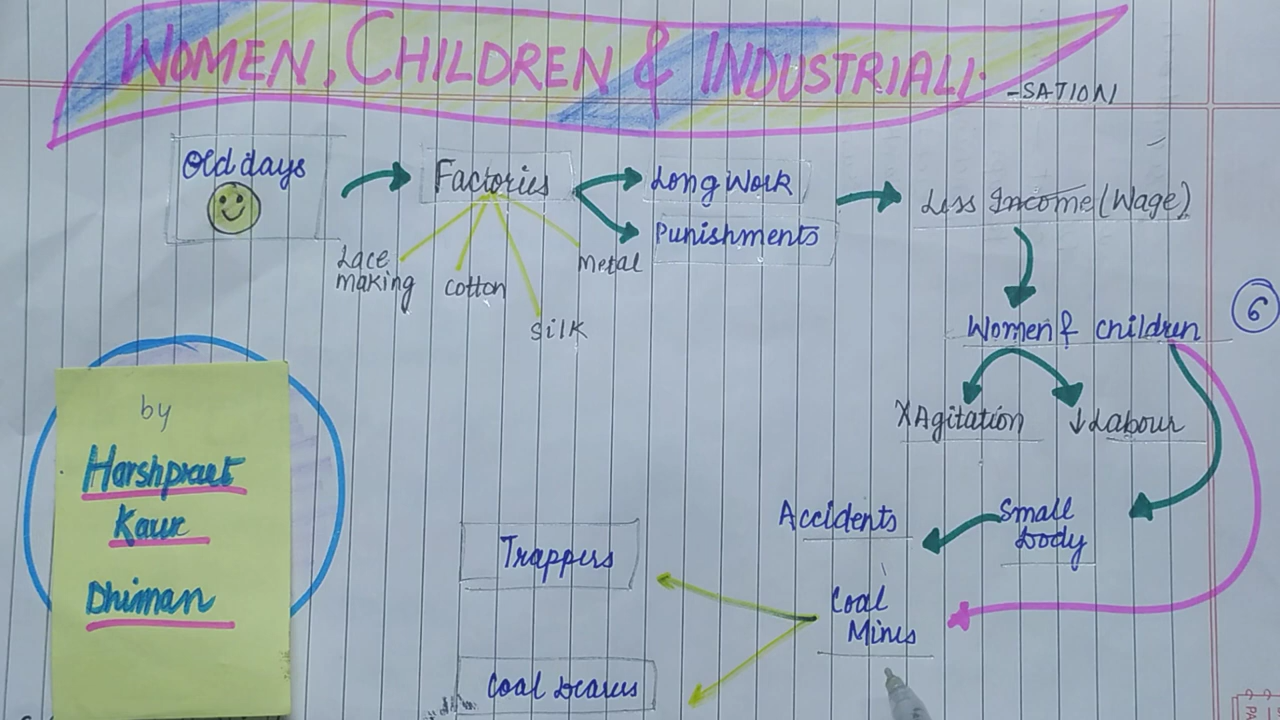 WOMEN, CHILDREN & INDUSTRIALI-
-SATION
Old days
Factories
Long Work
Punishments
Less Income (Wage)
Lace
making
cotton
silk
Metal
Women & children
6
X Agitation
↓ Labour
Small
body
Accidents
Coal
Mines
Trappers
Coal bearers
by
Harshpreet
Kaur
Dhiman